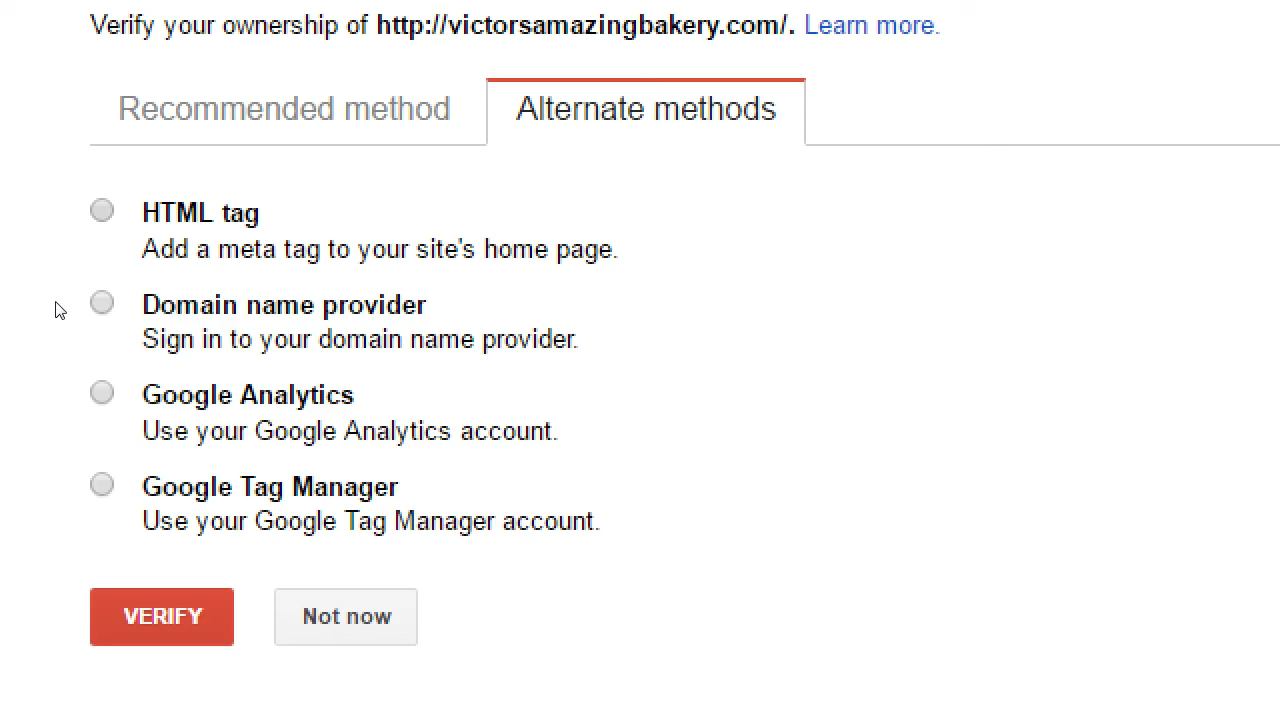 Verify your ownership of http://victorsamazingbakery.com/. Learn more.
Recommended method Alternate methods
HTML tag
Add a meta tag to your site's home page.
Domain name provider
Sign in to your domain name provider.
Google Analytics
Use your Google Analytics account.
Google Tag Manager
Use your Google Tag Manager account.
VERIFY Not now